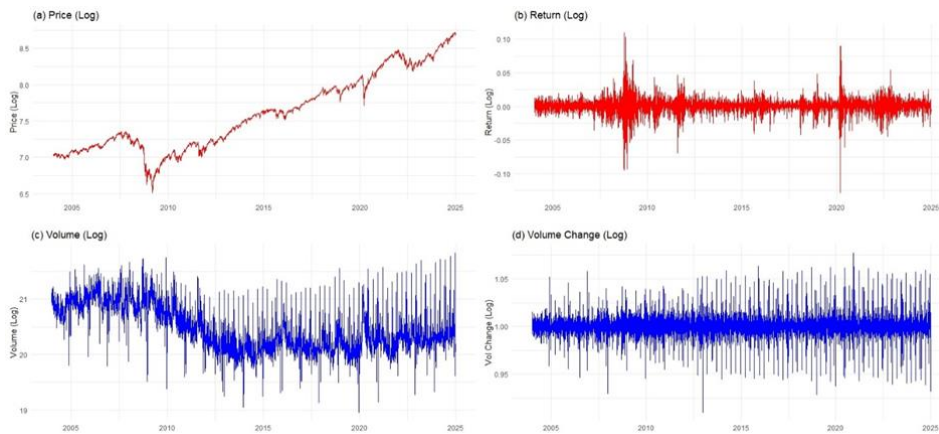 (a) Price (Log)
Price (Log)
8.5
8.0
7.5
7.0
6.5
2005 2010 2015 2020 2025
(b) Return (Log)
Return (Log)
0.10
0.05
0.00
-0.05
-0.10
2005 2010 2015 2020 2025
(c) Volume (Log)
Volume (Log)
21
20
19
2005 2010 2015 2020 2025
(d) Volume Change (Log)
Vol Change (Log)
1.05
1.00
0.95
2005 2010 2015 2020 2025